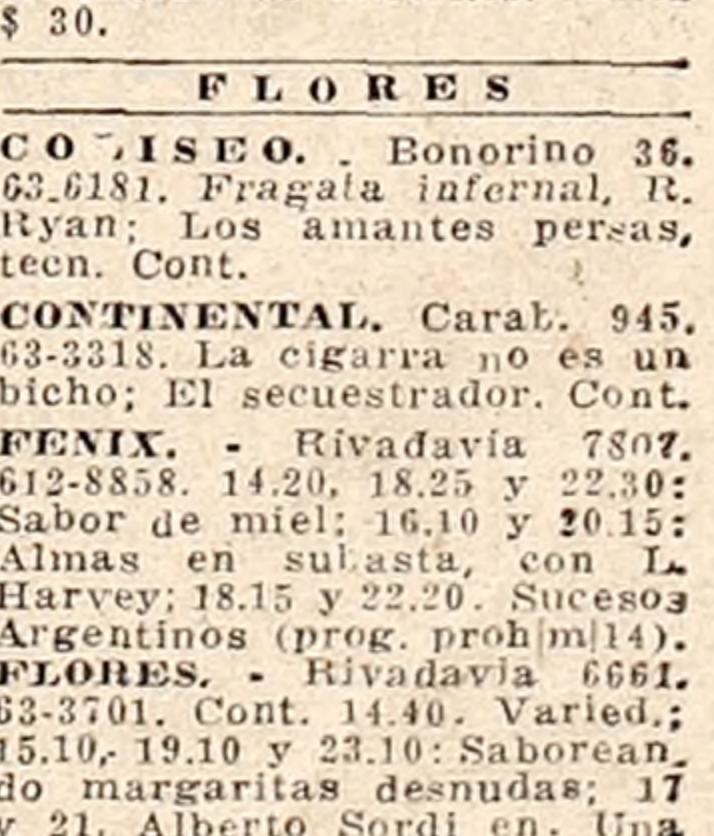 $ 30.
FLORES
COLISEO. - Bonorino 36.
63-6181. Fragata infernal, R.
Ryan; Los amantes persas,
tecn. Cont.
CONTINENTAL. Carab. 945.
63-3318. La cigarra no es un
bicho; El secuestrador. Cont.
FENIX. - Rivadavia 7807.
612-8858. 14.20, 18.25 y 22.30:
Sabor de miel; 16.10 y 20.15:
Almas en subasta, con L.
Harvey; 18.15 y 22.20. Sucesos
Argentinos (prog. proh|m|14).
FLORES. - Rivadavia 6661.
63-3701. Cont. 14.40. Varied.;
15.10, 19.10 y 23.10: Saborean-
do margaritas desnudas; 17
y 21. Alberto Sordi en. Una